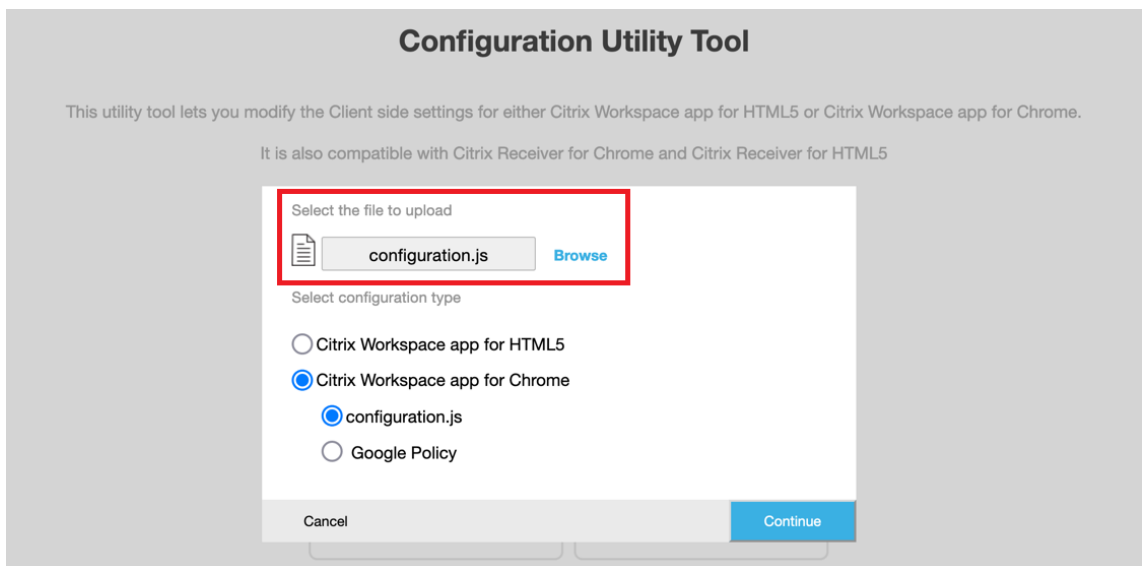 Configuration Utility Tool
This utility tool lets you modify the Client side settings for either Citrix Workspace app for HTML5 or Citrix Workspace app for Chrome.
It is also compatible with Citrix Receiver for Chrome and Citrix Receiver for HTML5
Select the file to upload
configuration.js Browse
Select configuration type
Citrix Workspace app for HTML5
Citrix Workspace app for Chrome
configuration.js
Google Policy
Cancel Continue